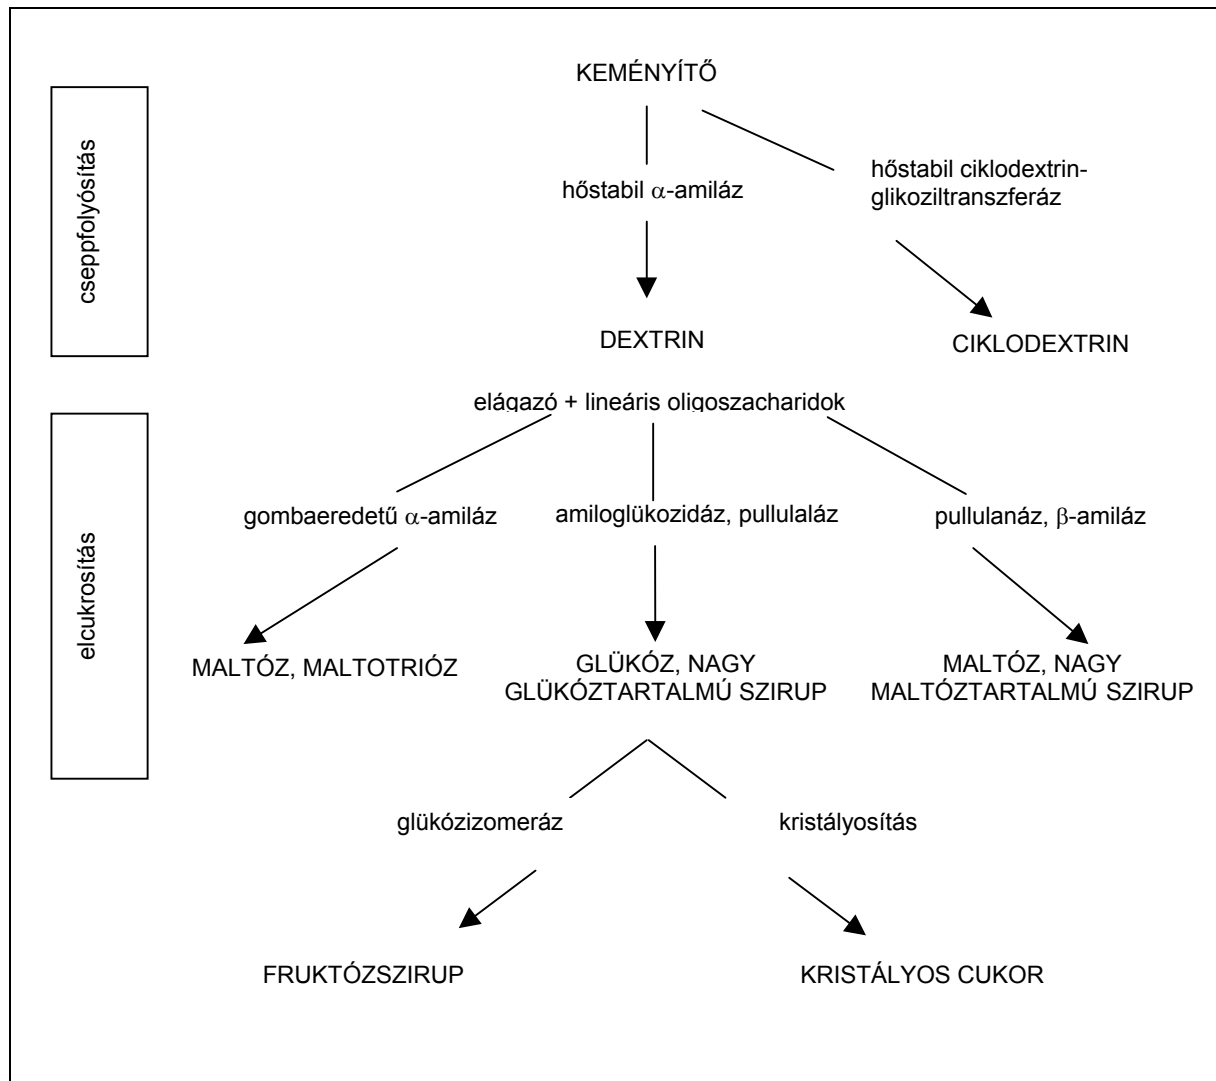 KEMÉNYÍTŐ
cseppfolyósítás
hőstabil α-amiláz
hőstabil ciklodextrin-
glikoziltranszferáz
DEXTRIN
CIKLODEXTRIN
elágazó + lineáris oligoszacharidok
elcukrosítás
gombaeredetű α-amiláz
amiloglükozidáz, pullulaláz
pullulanáz, β-amiláz
MALTÓZ, MALTOTRIÓZ
GLÜKÓZ, NAGY
GLÜKÓZTARTALMÚ SZIRUP
MALTÓZ, NAGY
MALTÓZTARTALMÚ SZIRUP
glükózizomeráz
kristályosítás
FRUKTÓZSZIRUP
KRISTÁLYOS CUKOR